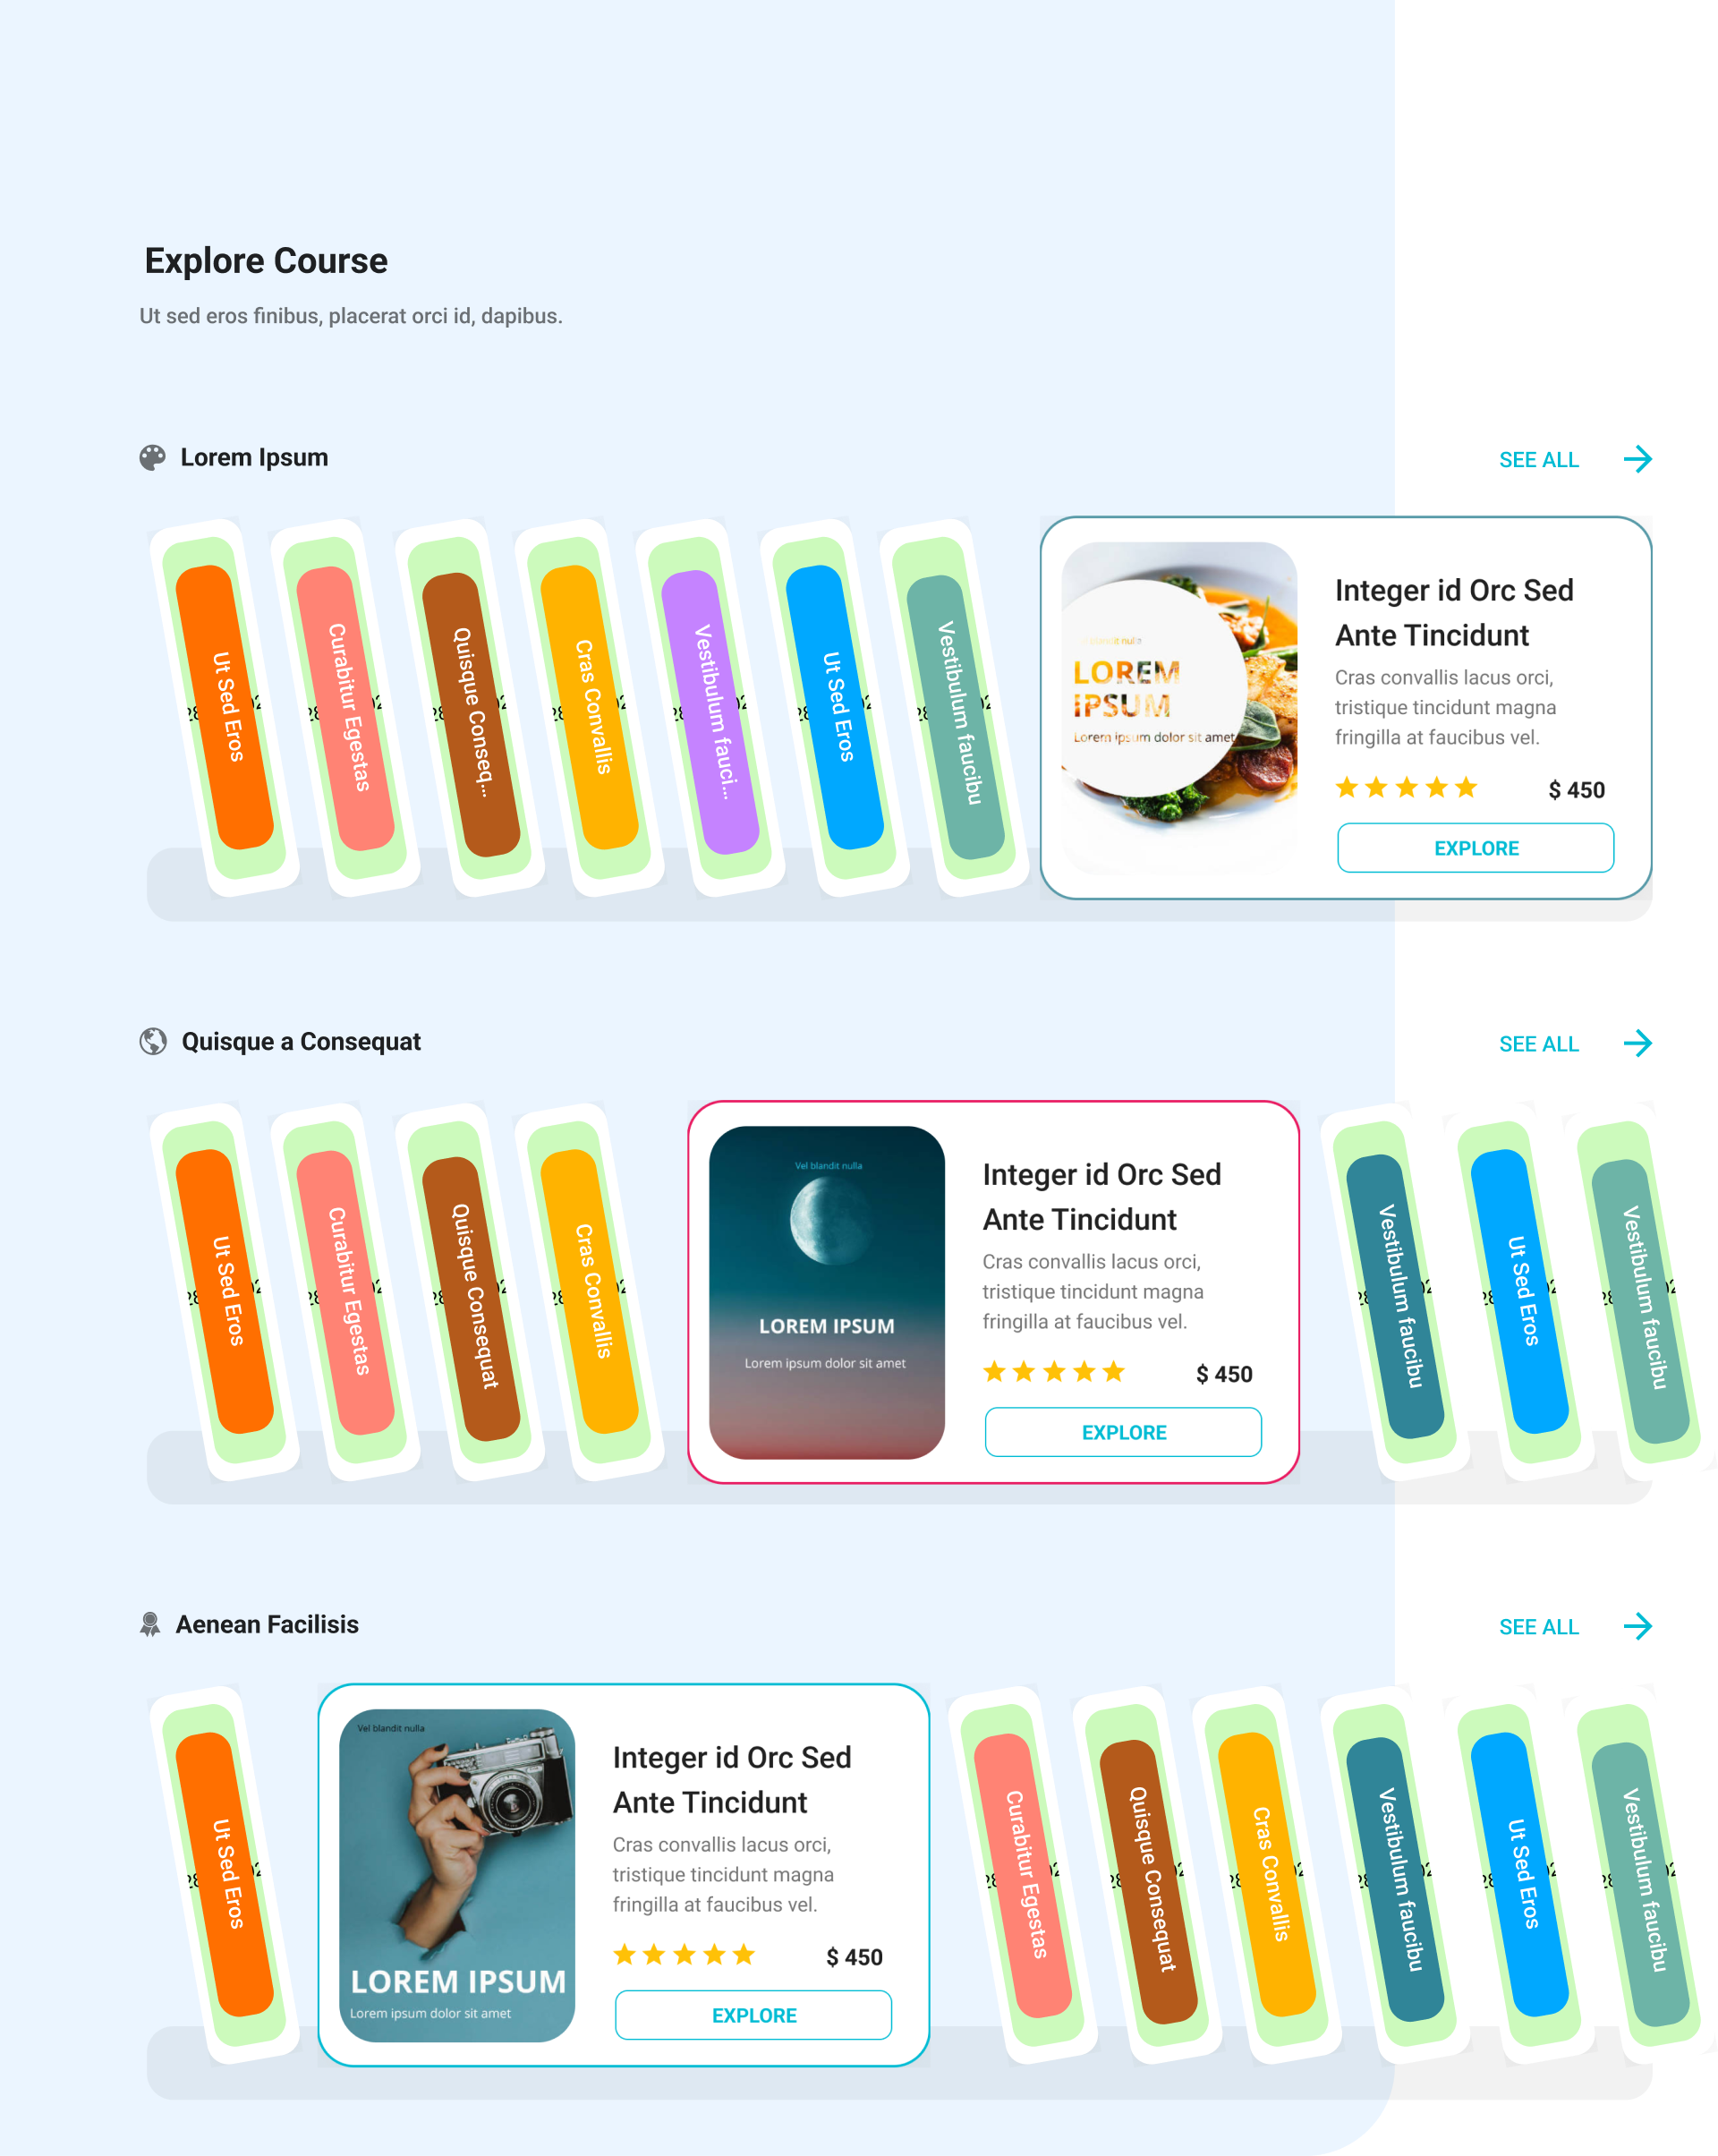 Explore Course
Ut sed eros finibus, placerat orci id, dapibus.
Lorem Ipsum
SEE ALL
Ut Sed Eros
Curabitur Egestas
Quisque Conseq...
Cras Convallis
Vestibulum fauci...
Ut Sed Eros
Vestibulum faucibu
LOREM
IPSUM
Lorem ipsum dolor sit amet
Integer id Orc Sed
Ante Tincidunt
Cras convallis lacus orci,
tristique tincidunt magna
fringilla at faucibus vel.
$ 450
EXPLORE
Quisque a Consequat
SEE ALL
Ut Sed Eros
Curabitur Egestas
Quisque Consequat
Cras Convallis
Vel blandit nulla
LOREM IPSUM
Lorem ipsum dolor sit amet
Integer id Orc Sed
Ante Tincidunt
Cras convallis lacus orci,
tristique tincidunt magna
fringilla at faucibus vel.
$ 450
EXPLORE
Vestibulum faucibu
Ut Sed Eros
Vestibulum faucibu
Aenean Facilisis
SEE ALL
Ut Sed Eros
Vel blandit nulla
LOREM IPSUM
Lorem ipsum dolor sit amet
Integer id Orc Sed
Ante Tincidunt
Cras convallis lacus orci,
tristique tincidunt magna
fringilla at faucibus vel.
$ 450
EXPLORE
Curabitur Egestas
Quisque Consequat
Cras Convallis
Vestibulum faucibu
Ut Sed Eros
Vestibulum faucibu